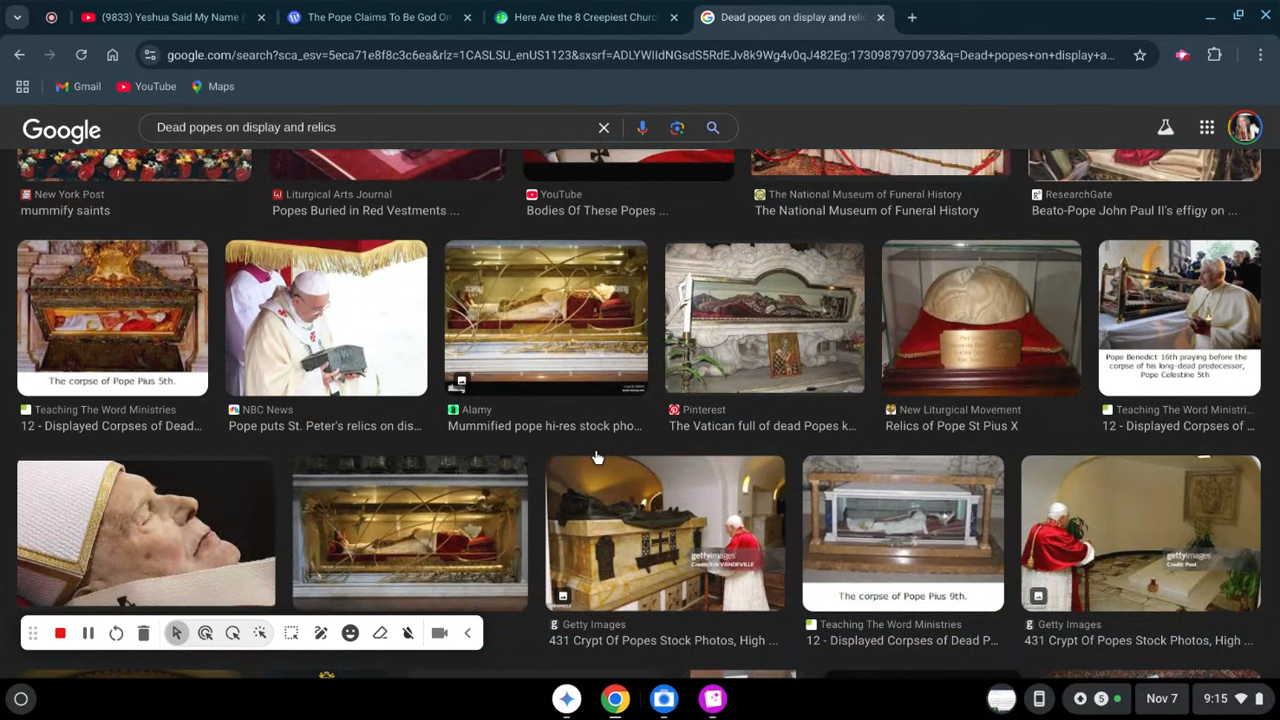 (9833) Yeshua Said My Name (
The Pope Claims To Be God On
Here Are the 8 Creepiest Churc
Dead popes on display and relic
google.com/search?sca_esv=5eca71e8f8c3c6ea&rlz=1CASLSU_enUS1123&sxsrf=ADLYWIIdNGsdS5RdEJv8k9Wg4v0qJ482Eg:1730987970973&q=Dead+popes+on+display+a...
Gmail
YouTube
Maps
Google
Dead popes on display and relics
New York Post
mummify saints
Liturgical Arts Journal
Popes Buried in Red Vestments ...
YouTube
Bodies Of These Popes ...
The National Museum of Funeral History
The National Museum of Funeral History
ResearchGate
Beato-Pope John Paul II's effigy on ...
The corpse of Pope Pius 5th.
Pope Benedict 16th praying before the
corpse of his long-dead predecessor,
Pope Celestine 5th
Teaching The Word Ministries
12 - Displayed Corpses of Dead...
NBC News
Pope puts St. Peter's relics on dis...
Alamy
Mummified pope hi-res stock pho...
Pinterest
The Vatican full of dead Popes k...
New Liturgical Movement
Relics of Pope St Pius X
Teaching The Word Ministri...
12 - Displayed Corpses of ...
gettyimages
gettyimages
The corpse of Pope Pius 9th.
Getty Images
431 Crypt Of Popes Stock Photos, High ...
Teaching The Word Ministries
12 - Displayed Corpses of Dead P...
Getty Images
431 Crypt Of Popes Stock Photos, High ...
5
Nov 7
9:15